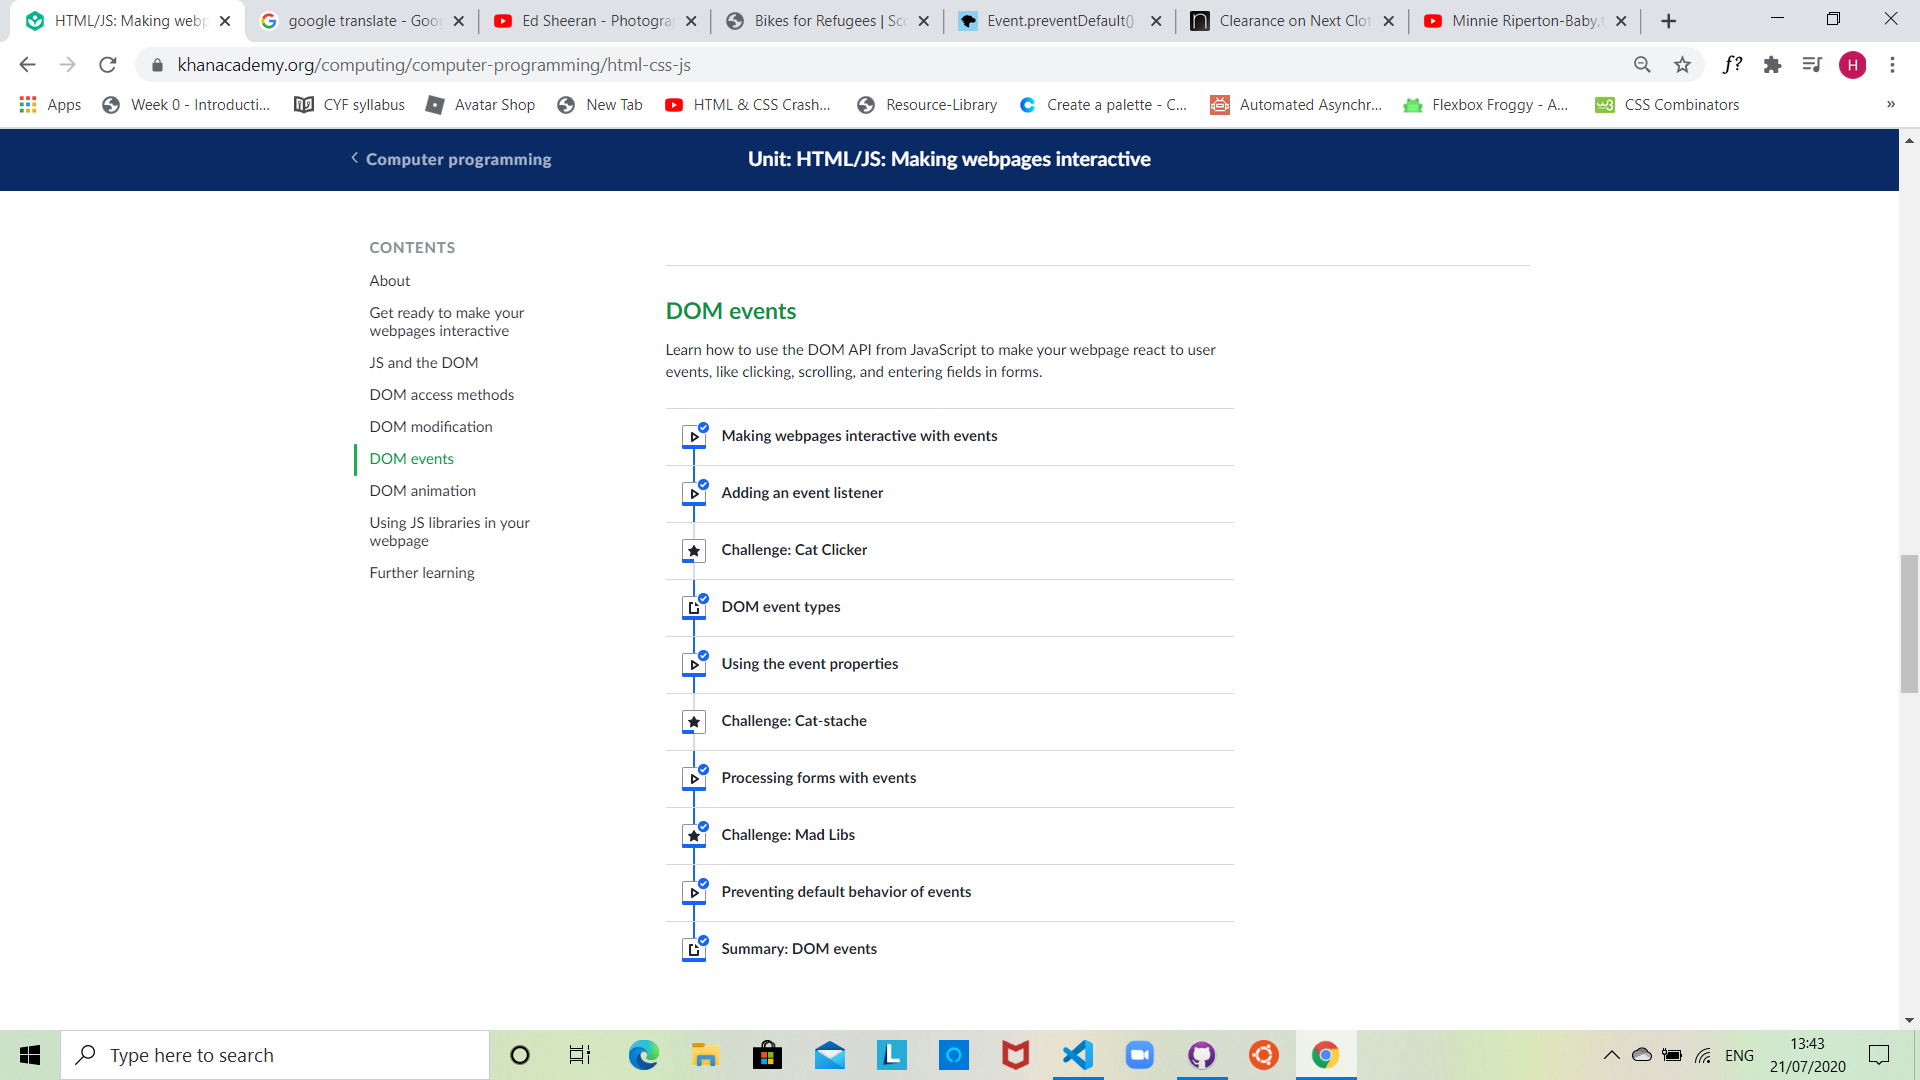 HTML/JS: Making webp
google translate - Goo
Ed Sheeran - Photogra
Bikes for Refugees | Sc
Event.preventDefault()
Clearance on Next Clot
Minnie Riperton-Baby,
khanacademy.org/computing/computer-programming/html-css-js
f?
H
Apps
Week 0 - Introducti...
CYF syllabus
Avatar Shop
New Tab
HTML & CSS Crash...
Resource-Library
Create a palette - C...
Automated Asynchr...
Flexbox Froggy - A...
CSS Combinators
»
Computer programming
Unit: HTML/JS: Making webpages interactive
CONTENTS
About
Get ready to make your
webpages interactive
JS and the DOM
DOM access methods
DOM modification
DOM events
DOM animation
Using JS libraries in your
webpage
Further learning
DOM events
Learn how to use the DOM API from JavaScript to make your webpage react to user
events, like clicking, scrolling, and entering fields in forms.
Making webpages interactive with events
Adding an event listener
Challenge: Cat Clicker
DOM event types
Using the event properties
Challenge: Cat-stache
Processing forms with events
Challenge: Mad Libs
Preventing default behavior of events
Summary: DOM events
Type here to search
L
ENG
13:43
21/07/2020